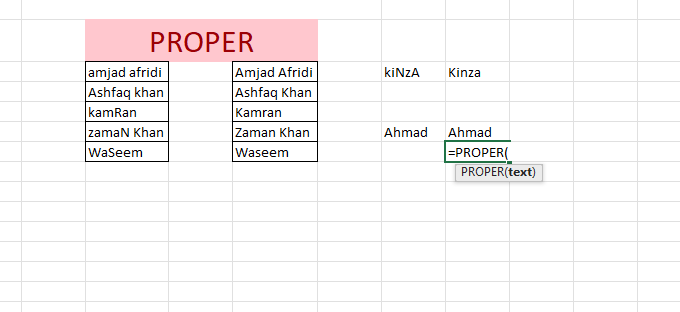 PROPER
amjad afridi Amjad Afridi kiNzA Kinza
Ashfaq khan Ashfaq Khan
kamRan Kamran
zamaN Khan Zaman Khan Ahmad Ahmad
WaSeem Waseem =PROPER(
PROPER(text)